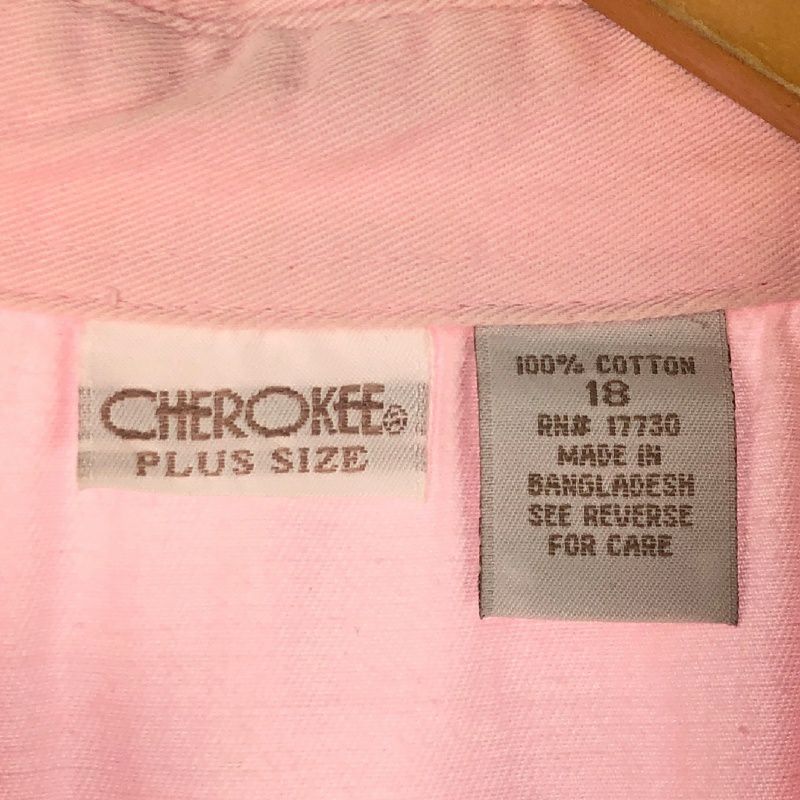 CHEROKEE®
PLUS SIZE
100% COTTON
18
RN# 17730
MADE IN
BANGLADESH
SEE REVERSE
FOR CARE